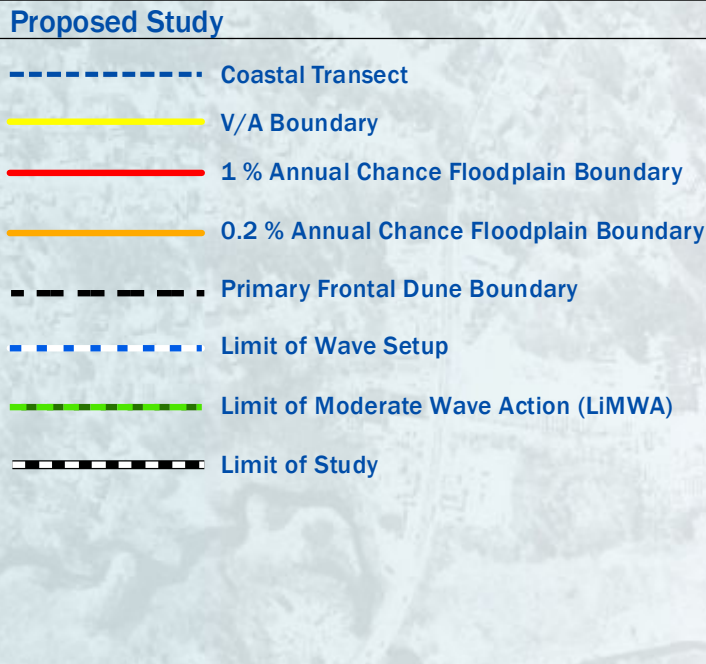 Proposed Study
Coastal Transect
V/A Boundary
1 % Annual Chance Floodplain Boundary
0.2 % Annual Chance Floodplain Boundary
Primary Frontal Dune Boundary
Limit of Wave Setup
Limit of Moderate Wave Action (LiMWA)
Limit of Study